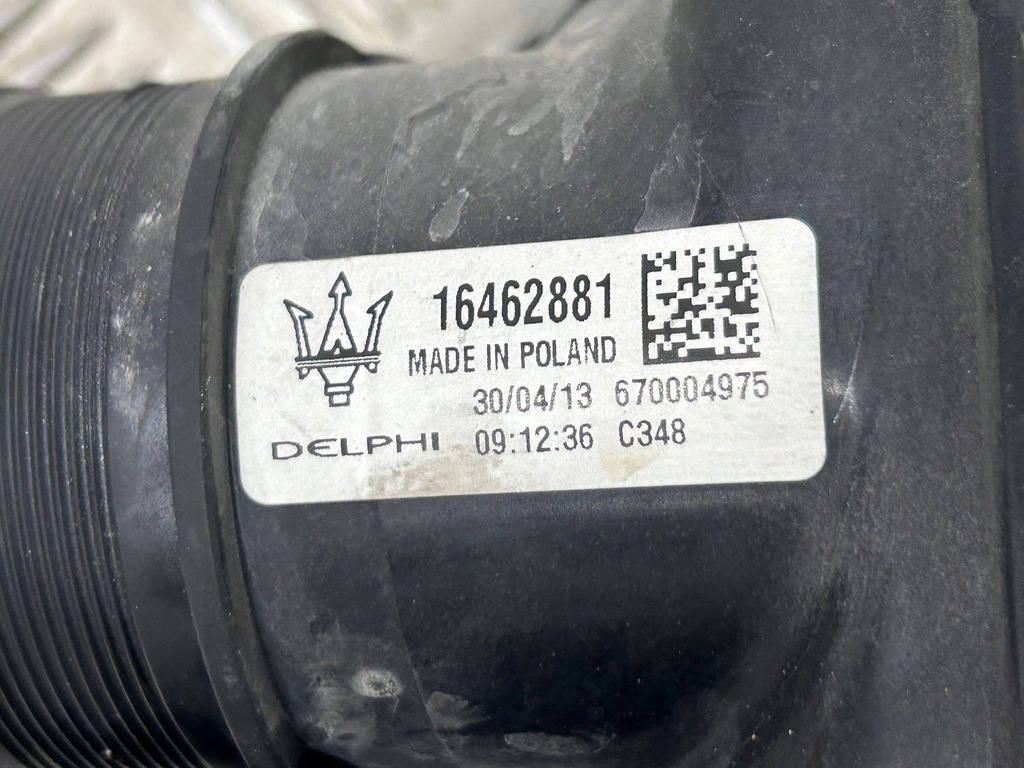 16462881
MADE IN POLAND
30/04/13 670004975
DELPHI 09:12:36 C348